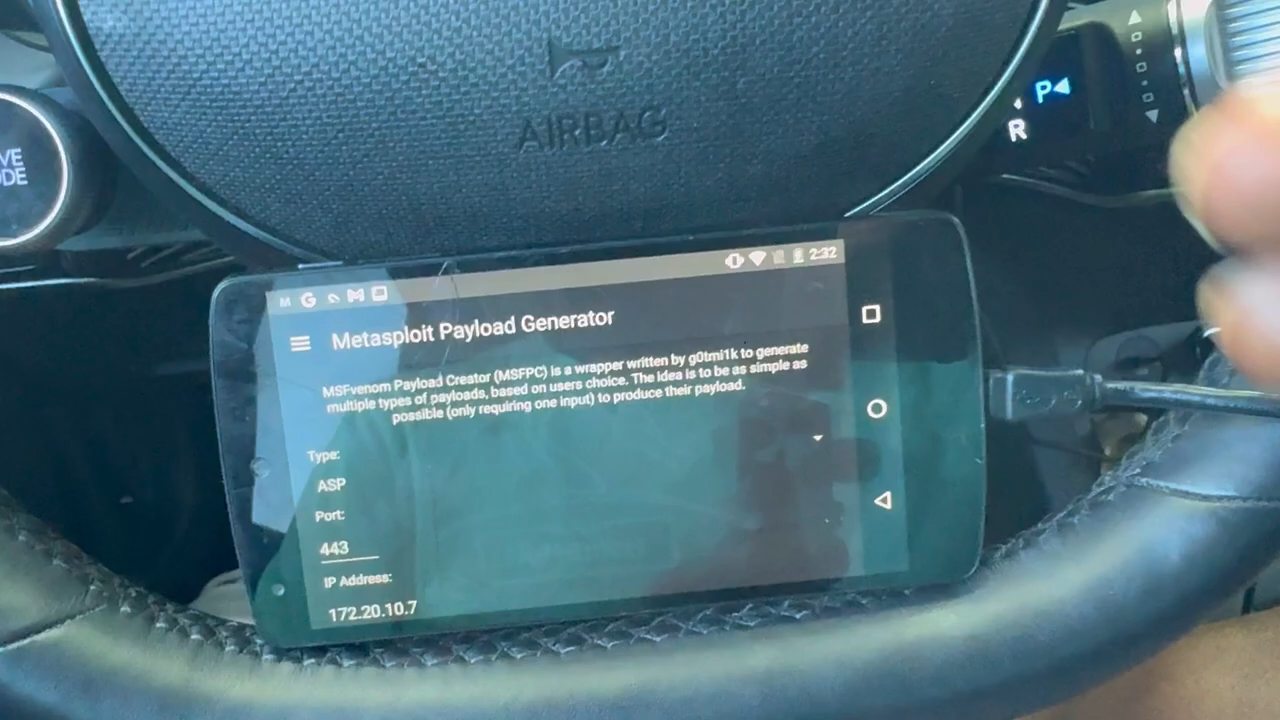 AIRBAG
P
R
VE
DE
2:32
Metasploit Payload Generator
MSFvenom Payload Creator (MSFPC) is a wrapper written by g0tmi1k to generate
multiple types of payloads, based on users choice. The idea is to be as simple as
possible (only requiring one input) to produce their payload.
Type:
ASP
Port:
443
IP Address:
172.20.10.7